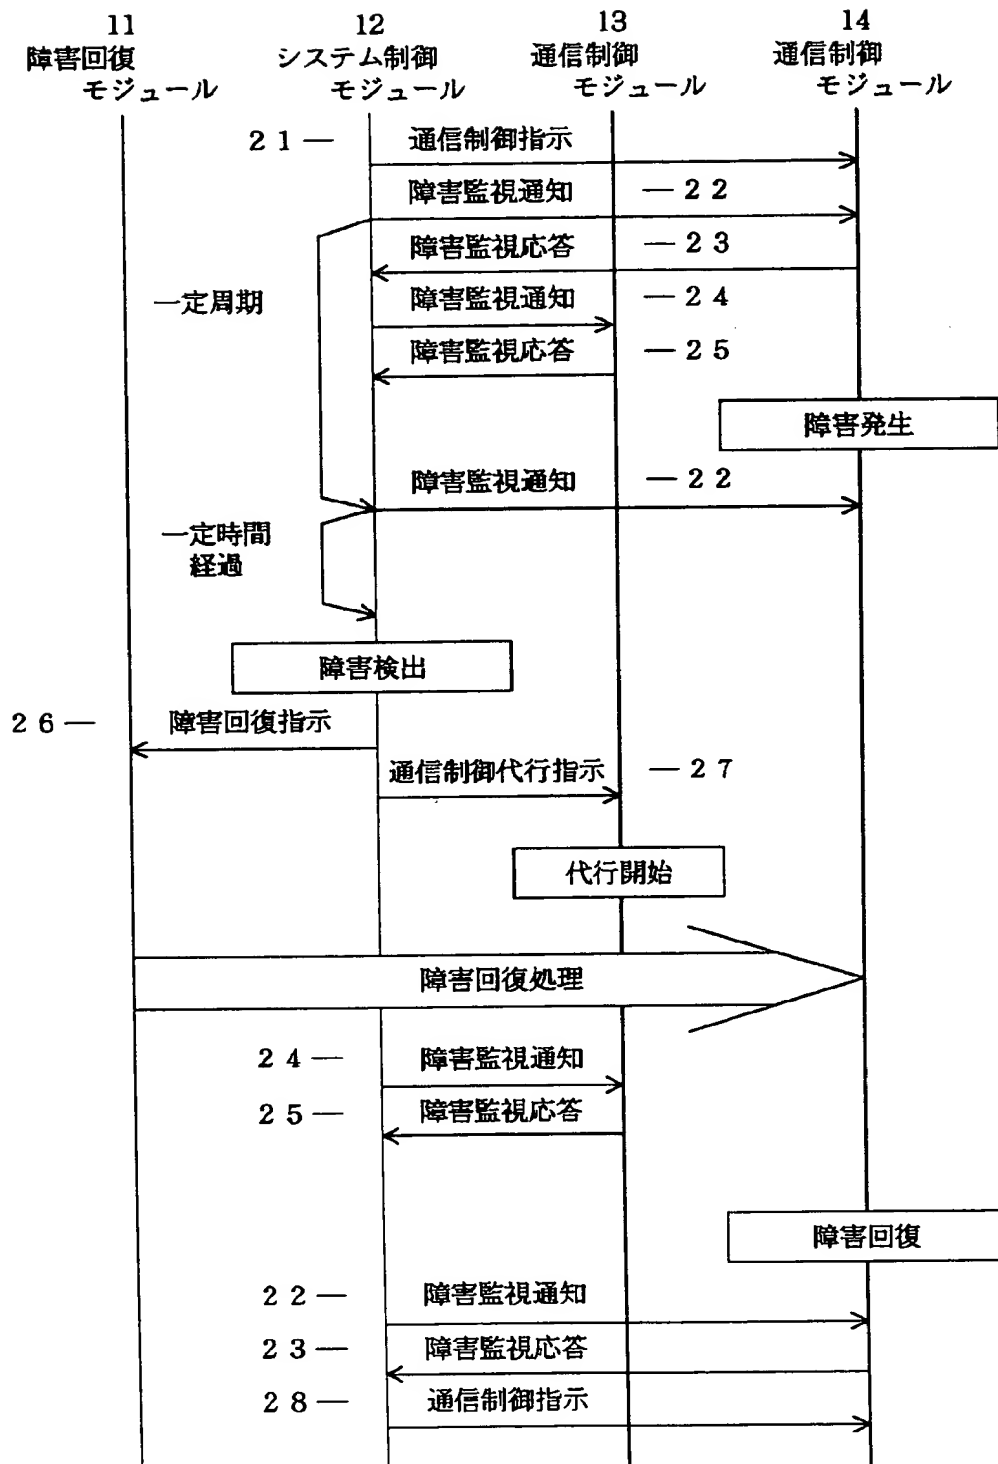 11 12 13 14
障害回復 システム制御 通信制御 通信制御
モジュール モジュール モジュール モジュール
21― 通信制御指示
障害監視通知 ―22
障害監視応答 ―23
一定周期 障害監視通知 ―24
障害監視応答 ―25
障害発生
障害監視通知 ―22
一定時間
経過
障害検出
26― 障害回復指示
通信制御代行指示 ―27
代行開始
障害回復処理
24― 障害監視通知
25― 障害監視応答
障害回復
22― 障害監視通知
23― 障害監視応答
28― 通信制御指示